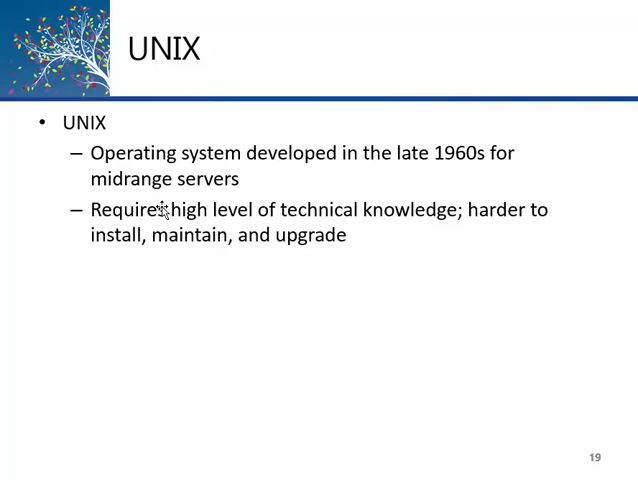 UNIX
• UNIX
– Operating system developed in the late 1960s for
midrange servers
– Requires high level of technical knowledge; harder to
install, maintain, and upgrade
19